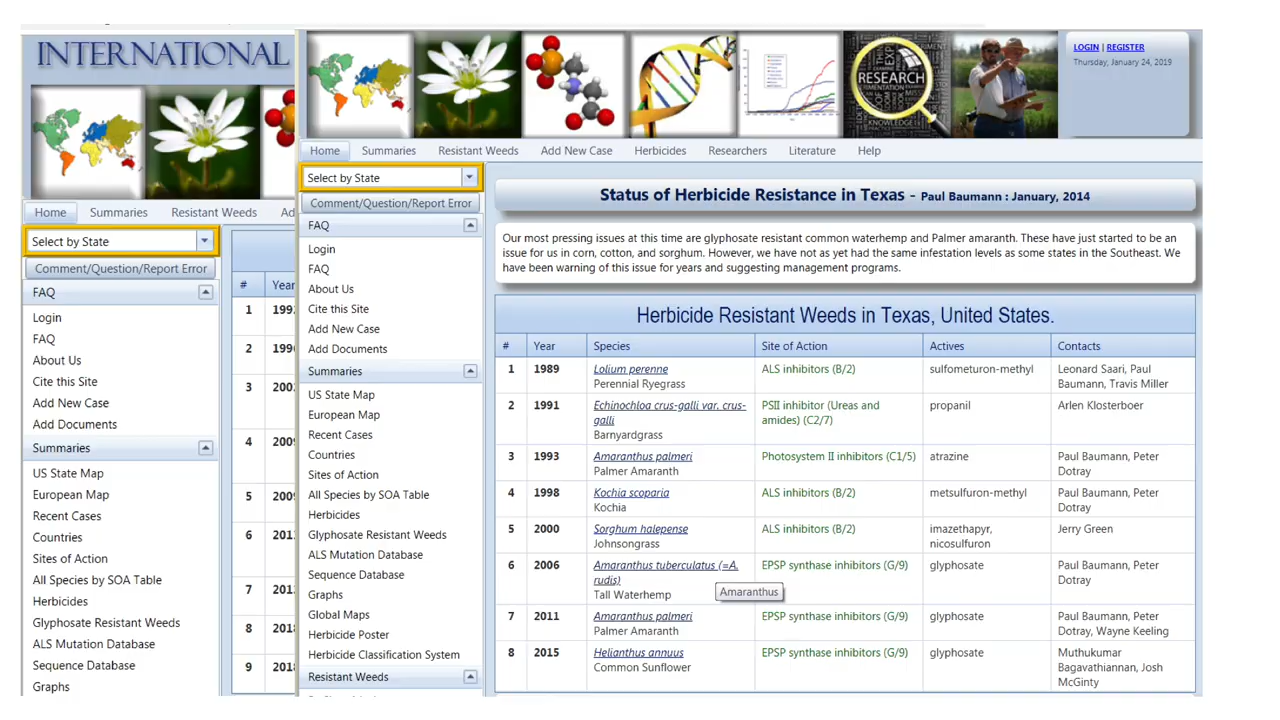 INTERNATIONAL
Home Summaries Resistant Weeds
Select by State
Comment/Question/Report Error
FAQ
Login
FAQ
About Us
Cite this Site
Add New Case
Add Documents
Summaries
US State Map
European Map
Recent Cases
Countries
Sites of Action
All Species by SOA Table
Herbicides
Glyphosate Resistant Weeds
ALS Mutation Database
Sequence Database
Graphs
#
1
2
3
4 2009
5 2009
6
7
8
9
RESEARCH
KNOWLEDGE
LOGIN | REGISTER
Thursday, January 24, 2019
Home Summaries Resistant Weeds Add New Case Herbicides Researchers Literature Help
Select by State
Comment/Question/Report Error
FAQ
Login
FAQ
About Us
Cite this Site
Add New Case
Add Documents
Summaries
US State Map
European Map
Recent Cases
Countries
Sites of Action
All Species by SOA Table
Herbicides
Glyphosate Resistant Weeds
ALS Mutation Database
Sequence Database
Graphs
Global Maps
Herbicide Poster
Herbicide Classification System
Resistant Weeds
Status of Herbicide Resistance in Texas - Paul Baumann : January, 2014
Our most pressing issues at this time are glyphosate resistant common waterhemp and Palmer amaranth. These have just started to be an
issue for us in corn, cotton, and sorghum. However, we have not as yet had the same infestation levels as some states in the Southeast. We
have been warning of this issue for years and suggesting management programs.
Herbicide Resistant Weeds in Texas, United States.
# Year Species Site of Action Actives Contacts
1 1989 Lolium perenne ALS inhibitors (B/2) sulfometuron-methyl Leonard Saari, Paul
Perennial Ryegrass Baumann, Travis Miller
2 1991 Echinochloa crus-galli var. crus- PSII inhibitor (Ureas and propanil Arlen Klosterboer
galli amides) (C2/7)
Barnyardgrass
3 1993 Amaranthus palmeri Photosystem II inhibitors (C1/5) atrazine Paul Baumann, Peter
Palmer Amaranth Dotray
4 1998 Kochia scoparia ALS inhibitors (B/2) metsulfuron-methyl Paul Baumann, Peter
Kochia Dotray
5 2000 Sorghum halepense ALS inhibitors (B/2) imazethapyr, Jerry Green
Johnsongrass nicosulfuron
6 2006 Amaranthus tuberculatus (=A. EPSP synthase inhibitors (G/9) glyphosate Paul Baumann, Peter
rudis) Dotray
Tall Waterhemp
Amaranthus
7 2011 Amaranthus palmeri EPSP synthase inhibitors (G/9) glyphosate Paul Baumann, Peter
Palmer Amaranth Dotray, Wayne Keeling
8 2015 Helianthus annuus EPSP synthase inhibitors (G/9) glyphosate Muthukumar
Common Sunflower Bagavathiannan, Josh
McGinty